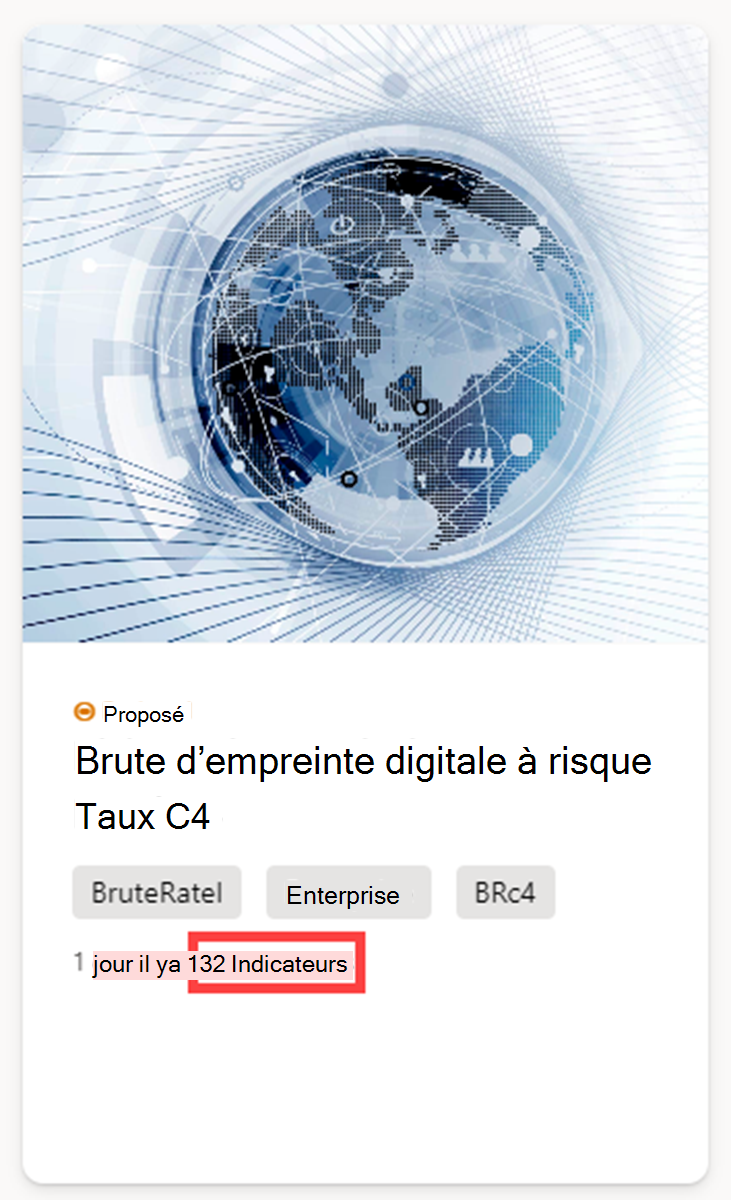 Proposé
Brute d’empreinte digitale à risque
Taux C4
BruteRatel Enterprise BRc4
1 jour il ya 132 Indicateurs